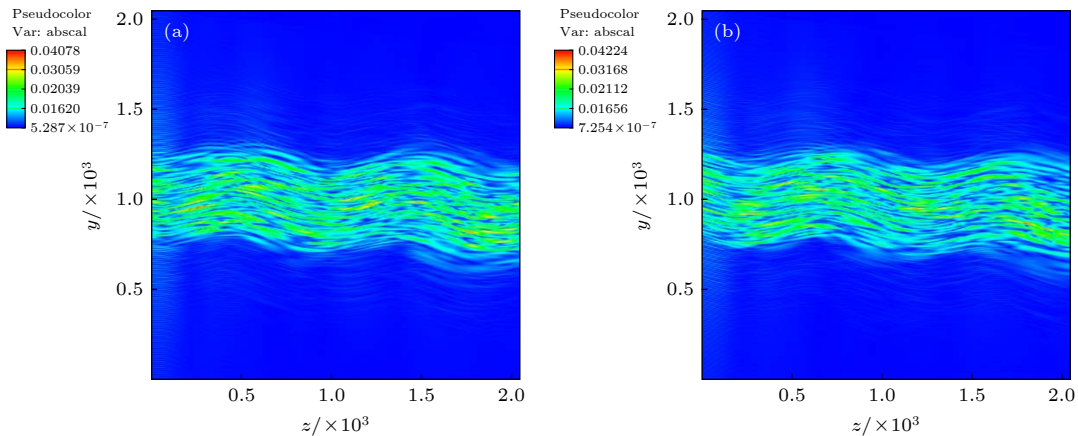 Pseudocolor
Var: abscal
0.04078
0.03059
0.02039
0.01620
5.287×10⁻⁷
(a)
2.0
1.5
1.0
0.5
y/×10³
0.5
1.0
1.5
2.0
z/×10³
Pseudocolor
Var: abscal
0.04224
0.03168
0.02112
0.01656
7.254×10⁻⁷
(b)
2.0
1.5
1.0
0.5
y/×10³
0.5
1.0
1.5
2.0
z/×10³